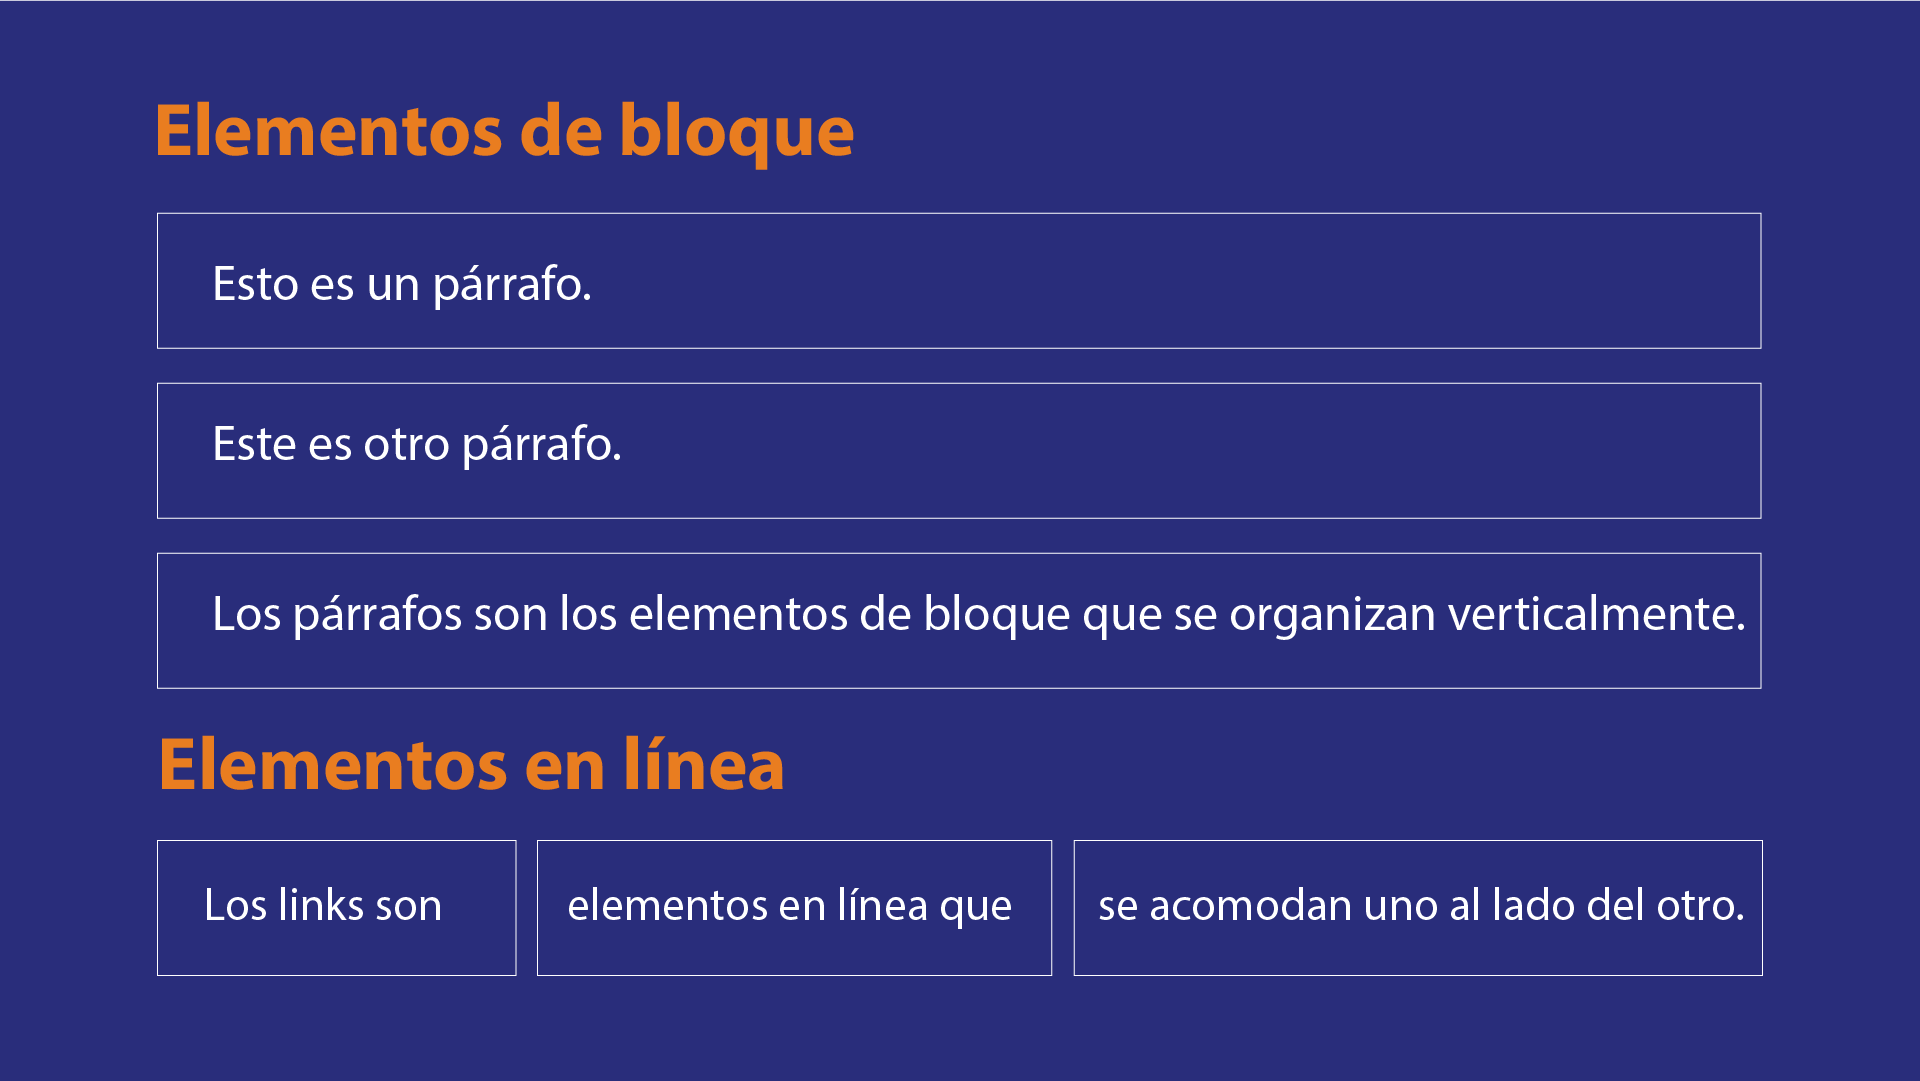 Elementos de bloque
Esto es un párrafo.
Este es otro párrafo.
Los párrafos son los elementos de bloque que se organizan verticalmente.
Elementos en línea
Los links son
elementos en línea que
se acomodan uno al lado del otro.